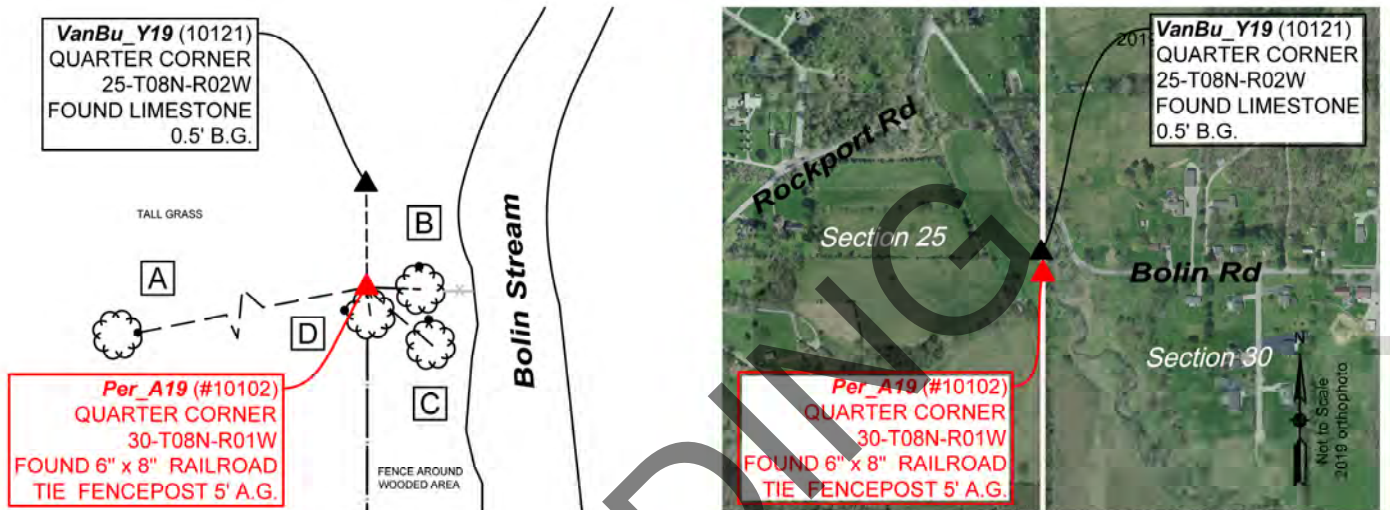 VanBu_Y19 (10121)
QUARTER CORNER
25-T08N-R02W
FOUND LIMESTONE
0.5' B.G.
TALL GRASS
A
B
C
D
Bolin Stream
Per_A19 (#10102)
QUARTER CORNER
30-T08N-R01W
FOUND 6" x 8" RAILROAD
TIE FENCEPOST 5' A.G.
FENCE AROUND
WOODED AREA
VanBu_Y19 (10121)
QUARTER CORNER
25-T08N-R02W
FOUND LIMESTONE
0.5' B.G.
Rockport Rd
Section 25
Bolin Rd
Section 30
Per_A19 (#10102)
QUARTER CORNER
30-T08N-R01W
FOUND 6" x 8" RAILROAD
TIE FENCEPOST 5' A.G.
N
Not to Scale
2019 orthophoto
DING